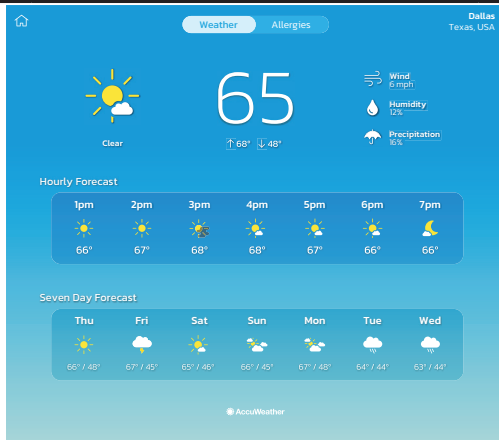 Weather Allergies
Dallas
Texas, USA
65
Wind
6 mph
Humidity
12%
Precipitation
16%
Clear
68° 48°
Hourly Forecast
1pm 2pm 3pm 4pm 5pm 6pm 7pm
66° 67° 68° 68° 67° 66° 66°
Seven Day Forecast
Thu Fri Sat Sun Mon Tue Wed
66° / 48° 67° / 45° 65° / 46° 66° / 45° 67° / 48° 64° / 44° 63° / 44°
AccuWeather